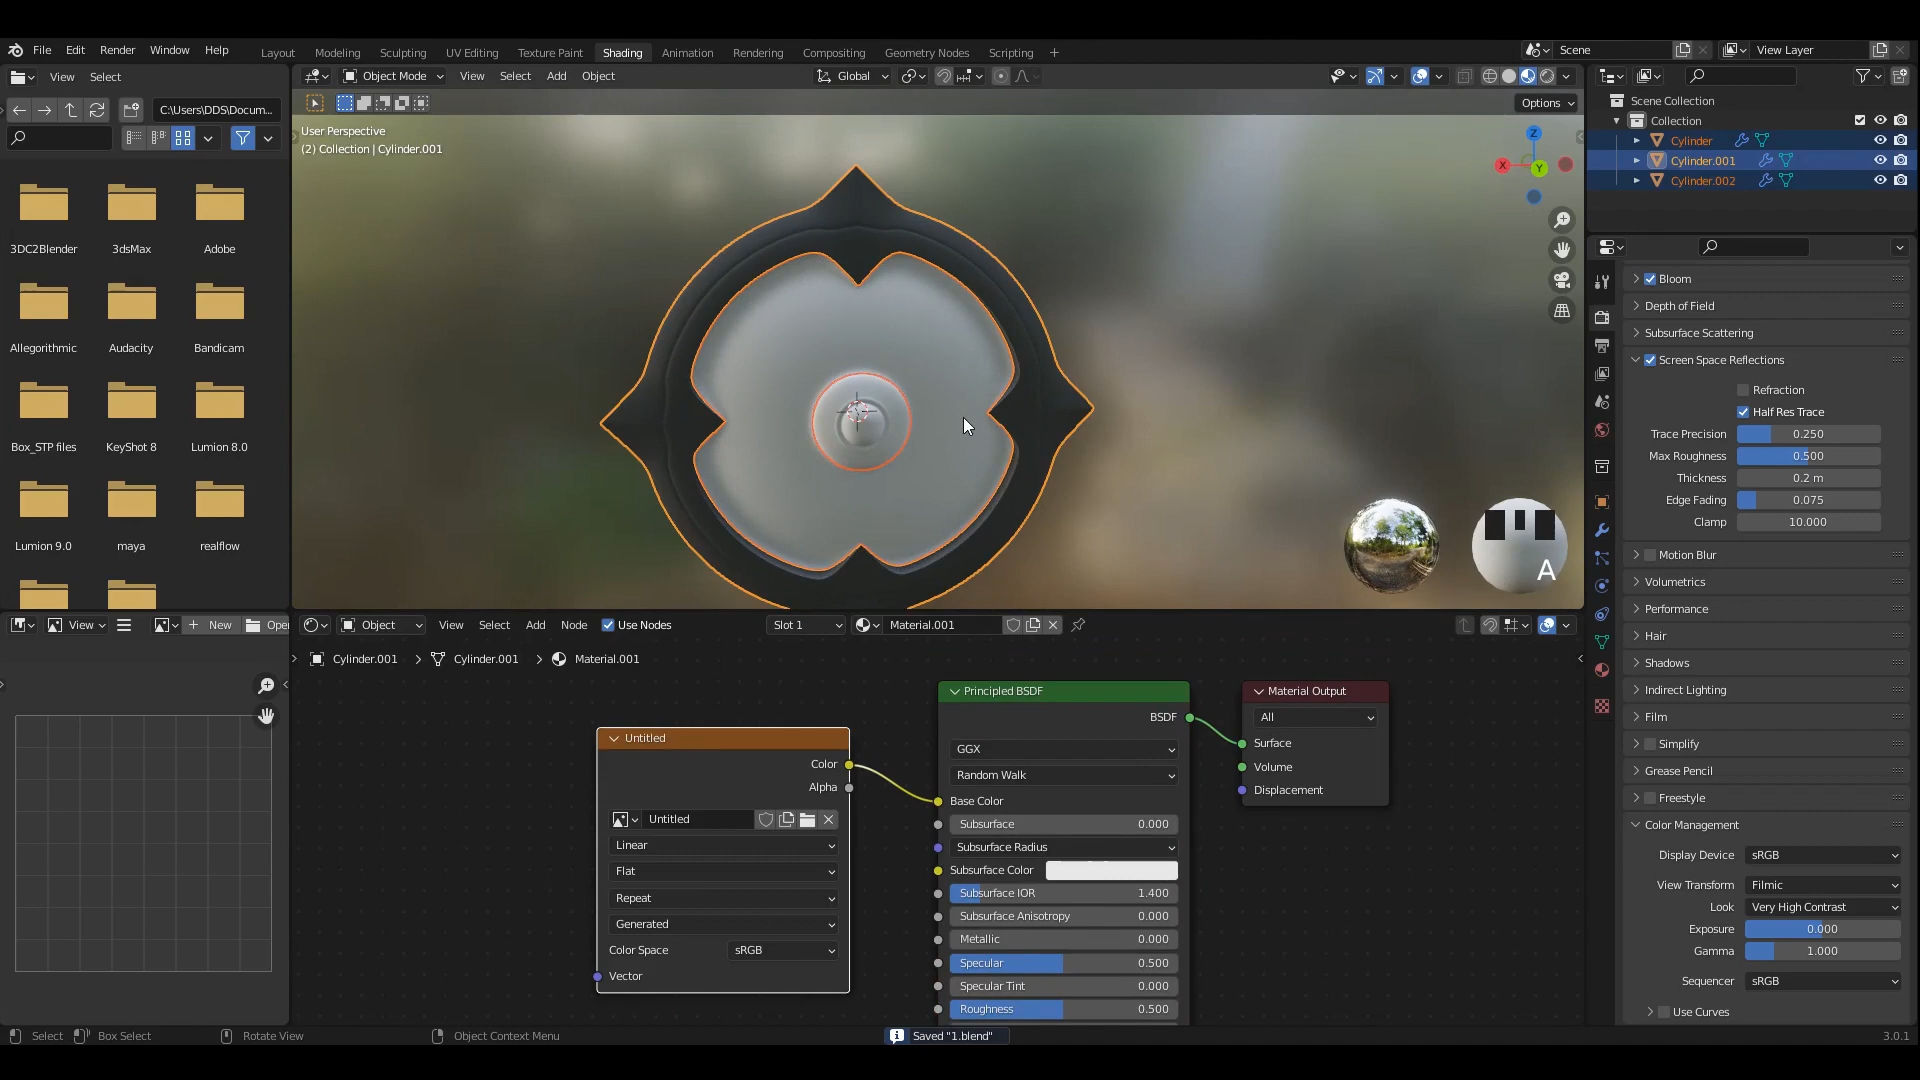 File Edit Render Window Help
Layout Modeling Sculpting UV Editing Texture Paint Shading Animation Rendering Compositing Geometry Nodes Scripting +
Scene
View Layer
View Select
Object Mode View Select Add Object
Global
Options
C:\Users\DDS\Docum...
User Perspective
(2) Collection | Cylinder.001
Z
X
Y
3DC2Blender 3dsMax Adobe
Allegorithmic Audacity Bandicam
Box_STP files KeyShot 8 Lumion 8.0
Lumion 9.0 maya realflow
A
Scene Collection
Collection
Cylinder
Cylinder.001
Cylinder.002
Bloom
Depth of Field
Subsurface Scattering
Screen Space Reflections
Refraction
Half Res Trace
Trace Precision 0.250
Max Roughness 0.500
Thickness 0.2 m
Edge Fading 0.075
Clamp 10.000
Motion Blur
Volumetrics
Performance
Hair
Shadows
Indirect Lighting
Film
Simplify
Grease Pencil
Freestyle
Color Management
Display Device sRGB
View Transform Filmic
Look Very High Contrast
Exposure 0.000
Gamma 1.000
Sequencer sRGB
Use Curves
View + New Ope
Object View Select Add Node Use Nodes Slot 1 Material.001
Cylinder.001 > Cylinder.001 > Material.001
Untitled
Color
Alpha
Untitled
Linear
Flat
Repeat
Generated
Color Space sRGB
Vector
Principled BSDF
BSDF
GGX
Random Walk
Base Color
Subsurface 0.000
Subsurface Radius
Subsurface Color
Subsurface IOR 1.400
Subsurface Anisotropy 0.000
Metallic 0.000
Specular 0.500
Specular Tint 0.000
Roughness 0.500
Material Output
All
Surface
Volume
Displacement
Select Box Select Rotate View Object Context Menu Saved "1.blend" 3.0.1